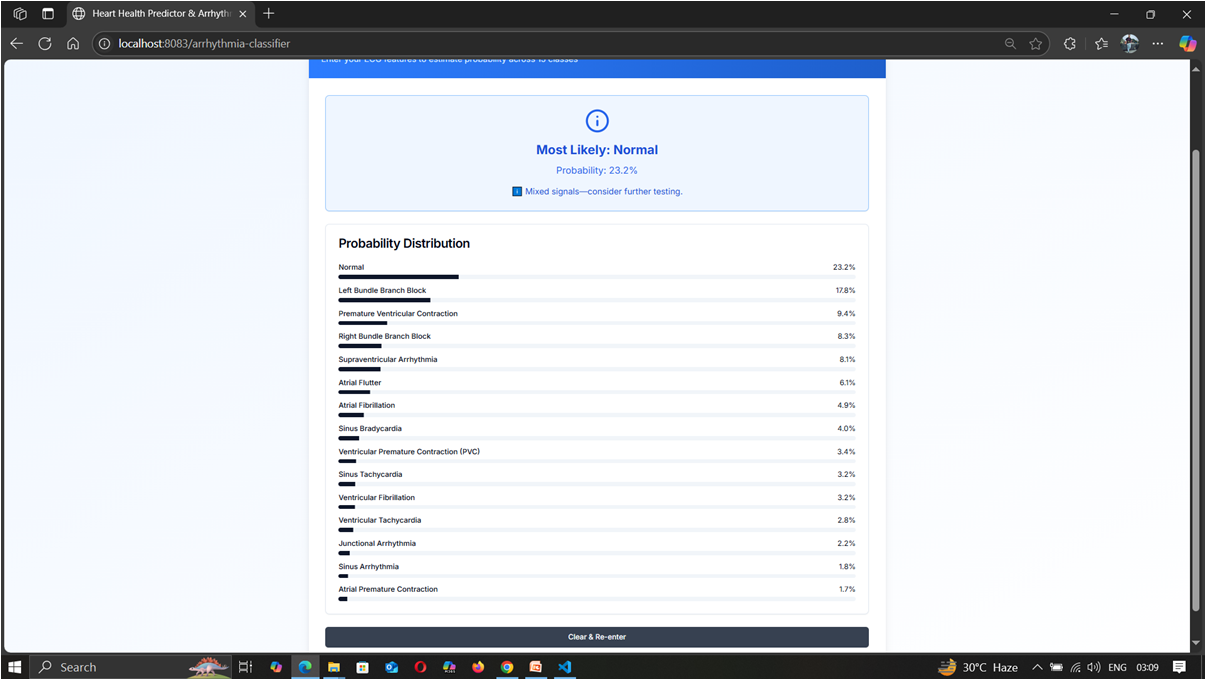 Heart Health Predictor & Arrhyth
localhost:8083/arrhythmia-classifier
Enter your ECG features to estimate probability across 15 classes
Most Likely: Normal
Probability: 23.2%
Mixed signals—consider further testing.
Probability Distribution
Normal 23.2%
Left Bundle Branch Block 17.8%
Premature Ventricular Contraction 9.4%
Right Bundle Branch Block 8.3%
Supraventricular Arrhythmia 8.1%
Atrial Flutter 6.1%
Atrial Fibrillation 4.9%
Sinus Bradycardia 4.0%
Ventricular Premature Contraction (PVC) 3.4%
Sinus Tachycardia 3.2%
Ventricular Fibrillation 3.2%
Ventricular Tachycardia 2.8%
Junctional Arrhythmia 2.2%
Sinus Arrhythmia 1.8%
Atrial Premature Contraction 1.7%
Clear & Re-enter
Search
30°C Haze
ENG
03:09